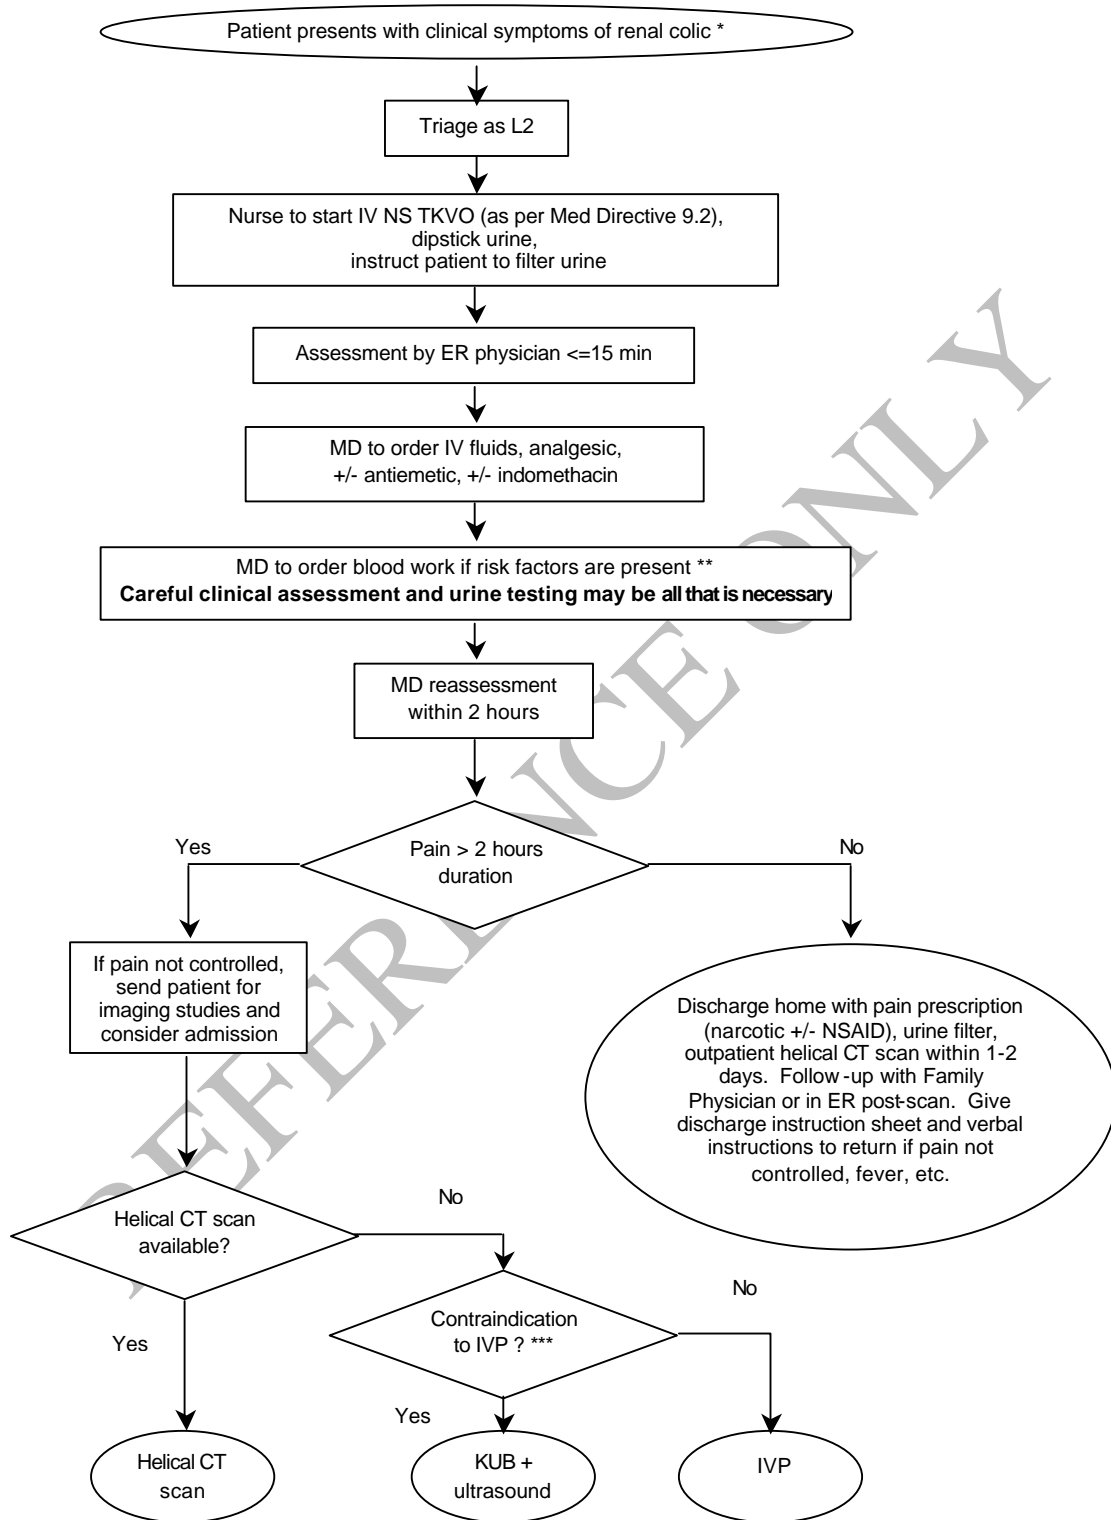 Patient presents with clinical symptoms of renal colic *
Triage as L2
Nurse to start IV NS TKVO (as per Med Directive 9.2),
dipstick urine,
instruct patient to filter urine
Assessment by ER physician <=15 min
MD to order IV fluids, analgesic,
+/- antiemetic, +/- indomethacin
MD to order blood work if risk factors are present **
Careful clinical assessment and urine testing may be all that is necessary
MD reassessment
within 2 hours
Pain > 2 hours
duration
Yes
No
If pain not controlled,
send patient for
imaging studies and
consider admission
Discharge home with pain prescription
(narcotic +/- NSAID), urine filter,
outpatient helical CT scan within 1-2
days. Follow-up with Family
Physician or in ER post-scan. Give
discharge instruction sheet and verbal
instructions to return if pain not
controlled, fever, etc.
Helical CT scan
available?
No
Yes
Contraindication
to IVP ? ***
No
Yes
Helical CT
scan
KUB +
ultrasound
IVP
REFERENCE ONLY